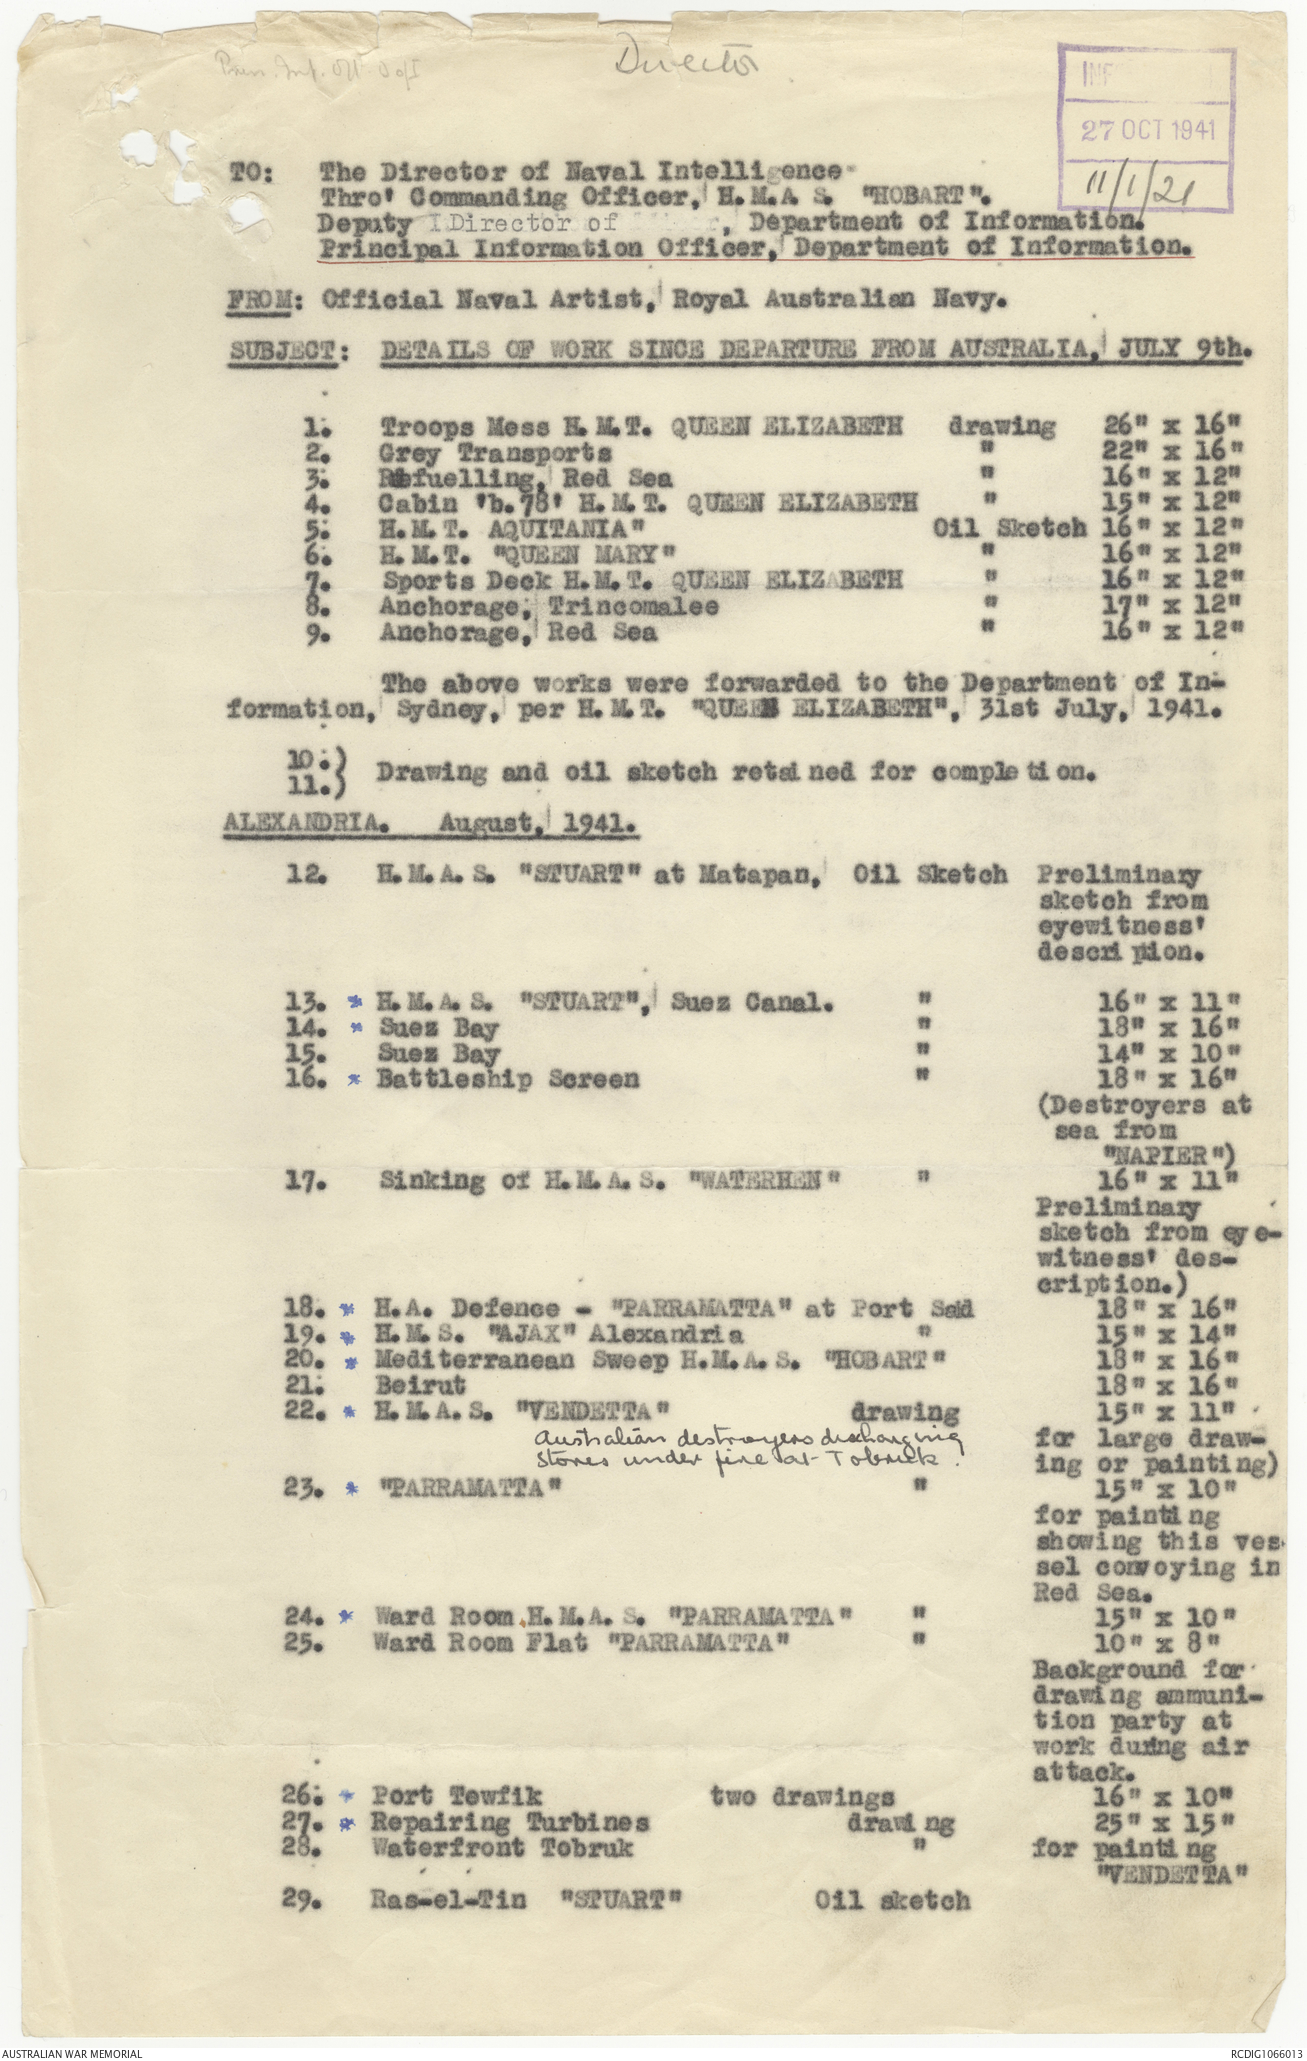 Director
27 OCT 1941
11/1/21
TO: The Director of Naval Intelligence
Thro' Commanding Officer, H.M.A.S. "HOBART".
Deputy Director of , Department of Information.
Principal Information Officer, Department of Information.
FROM: Official Naval Artist, Royal Australian Navy.
SUBJECT: DETAILS OF WORK SINCE DEPARTURE FROM AUSTRALIA, JULY 9th.
1. Troops Mess H.M.T. QUEEN ELIZABETH drawing 26" x 16"
2. Grey Transports " 22" x 16"
3. Refuelling, Red Sea " 16" x 12"
4. Cabin 'b.78' H.M.T. QUEEN ELIZABETH " 15" x 12"
5. H.M.T. AQUITANIA" Oil Sketch 16" x 12"
6. H.M.T. "QUEEN MARY" " 16" x 12"
7. Sports Deck H.M.T. QUEEN ELIZABETH " 16" x 12"
8. Anchorage, Trincomalee " 17" x 12"
9. Anchorage, Red Sea " 16" x 12"
The above works were forwarded to the Department of In-
formation, Sydney, per H.M.T. "QUEEN ELIZABETH", 31st July, 1941.
10.)
11.) Drawing and oil sketch retained for completion.
ALEXANDRIA. August, 1941.
12. H.M.A.S. "STUART" at Matapan, Oil Sketch Preliminary
sketch from
eyewitness'
description.
13. * H.M.A.S. "STUART", Suez Canal. " 16" x 11"
14. * Suez Bay " 18" x 16"
15. Suez Bay " 14" x 10"
16. * Battleship Screen " 18" x 16"
(Destroyers at
sea from
"NAPIER")
17. Sinking of H.M.A.S. "WATERHEN" " 16" x 11"
Preliminary
sketch from eye-
witness' des-
cription.)
18. * H.A. Defence - "PARRAMATTA" at Port Said 18" x 16"
19. * H.M.S. "AJAX" Alexandria " 15" x 14"
20. * Mediterranean Sweep H.M.A.S. "HOBART" 18" x 16"
21. Beirut 18" x 16"
22. * H.M.A.S. "VENDETTA" drawing 15" x 11"
Australian destroyers discharging for large draw-
stores under fire at Tobruck. ing or painting)
23. * "PARRAMATTA" " 15" x 10"
for painting
showing this ves-
sel convoying in
Red Sea.
24. * Ward Room H.M.A.S. "PARRAMATTA" " 15" x 10"
25. Ward Room Flat "PARRAMATTA" " 10" x 8"
Background for
drawing ammuni-
tion party at
work during air
attack.
26. * Port Tewfik two drawings 16" x 10"
27. * Repairing Turbines drawing 25" x 15"
28. Waterfront Tobruk " for painting
"VENDETTA"
29. Ras-el-Tin "STUART" Oil sketch
AUSTRALIAN WAR MEMORIAL RCDIG1066013